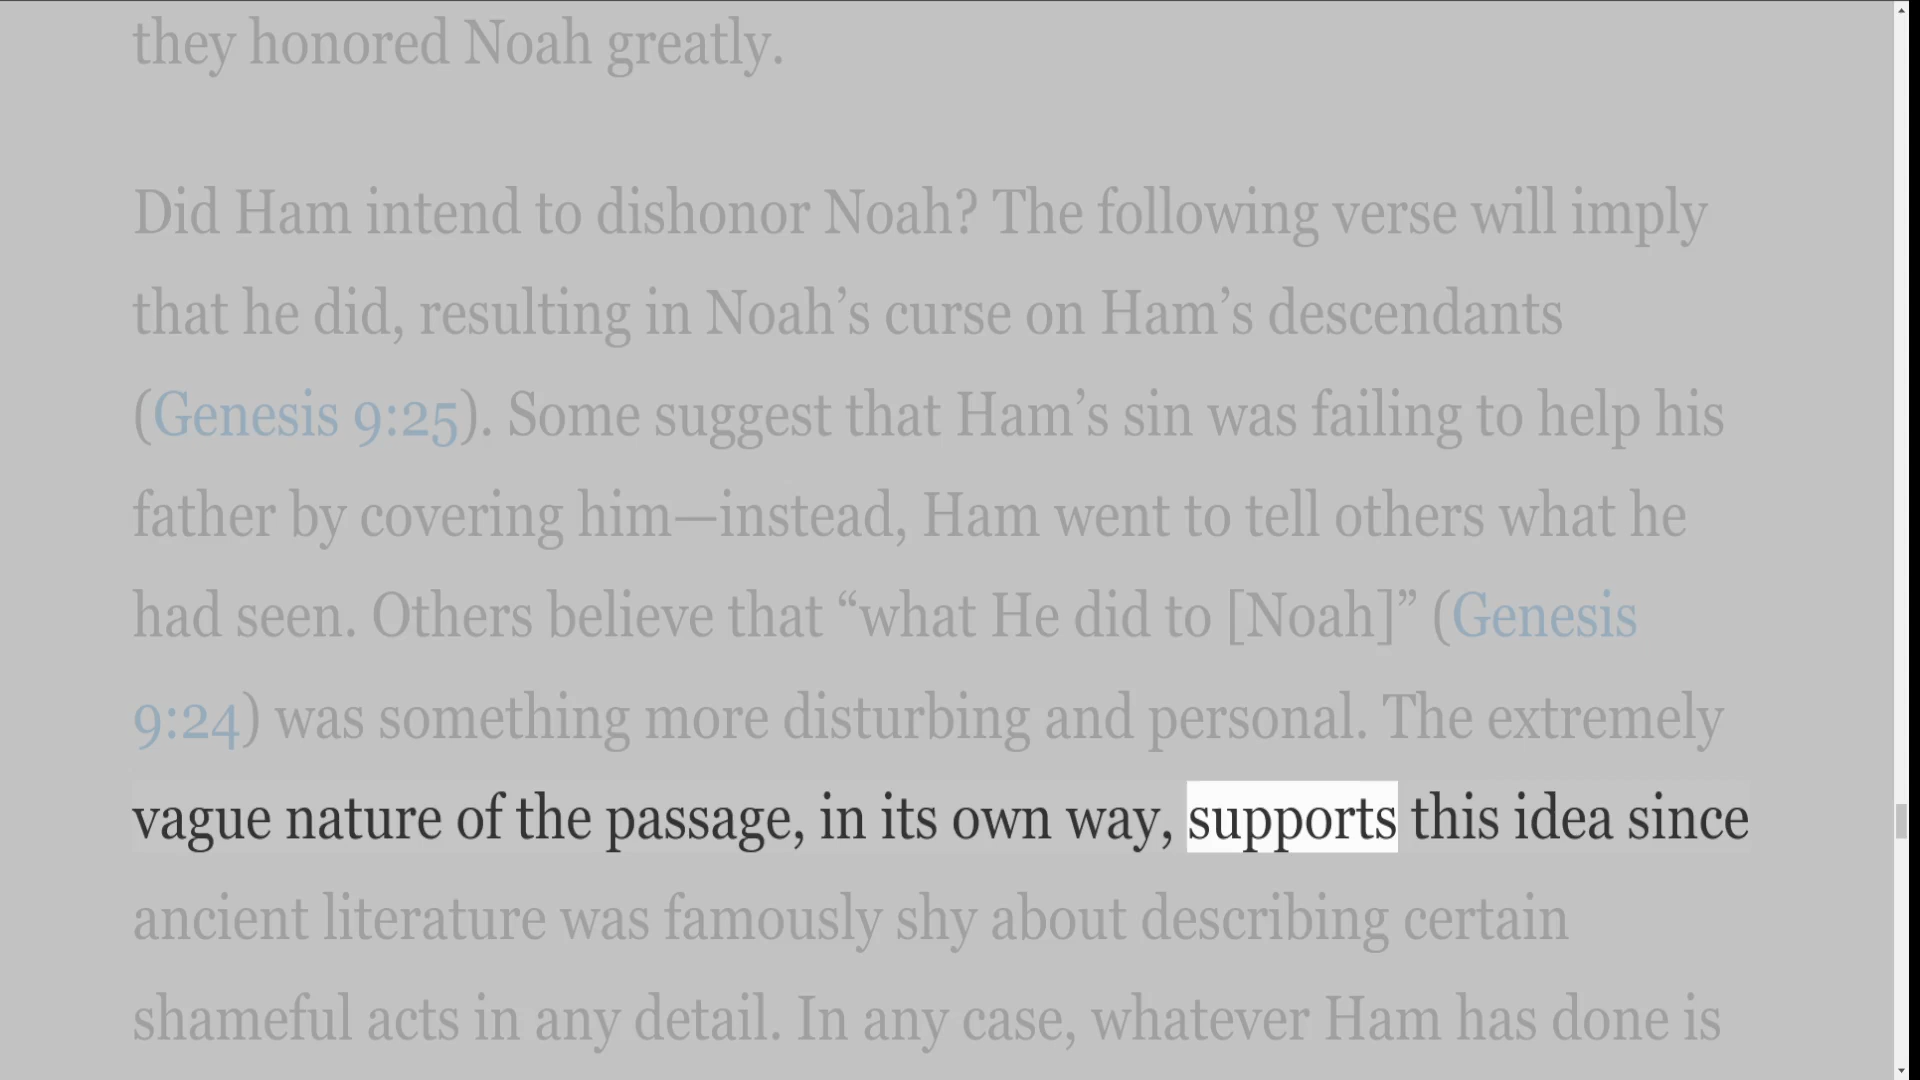 they honored Noah greatly.
Did Ham intend to dishonor Noah? The following verse will imply
that he did, resulting in Noah’s curse on Ham’s descendants
(Genesis 9:25). Some suggest that Ham’s sin was failing to help his
father by covering him—instead, Ham went to tell others what he
had seen. Others believe that “what He did to [Noah]” (Genesis
9:24) was something more disturbing and personal. The extremely
vague nature of the passage, in its own way, supports this idea since
ancient literature was famously shy about describing certain
shameful acts in any detail. In any case, whatever Ham has done is